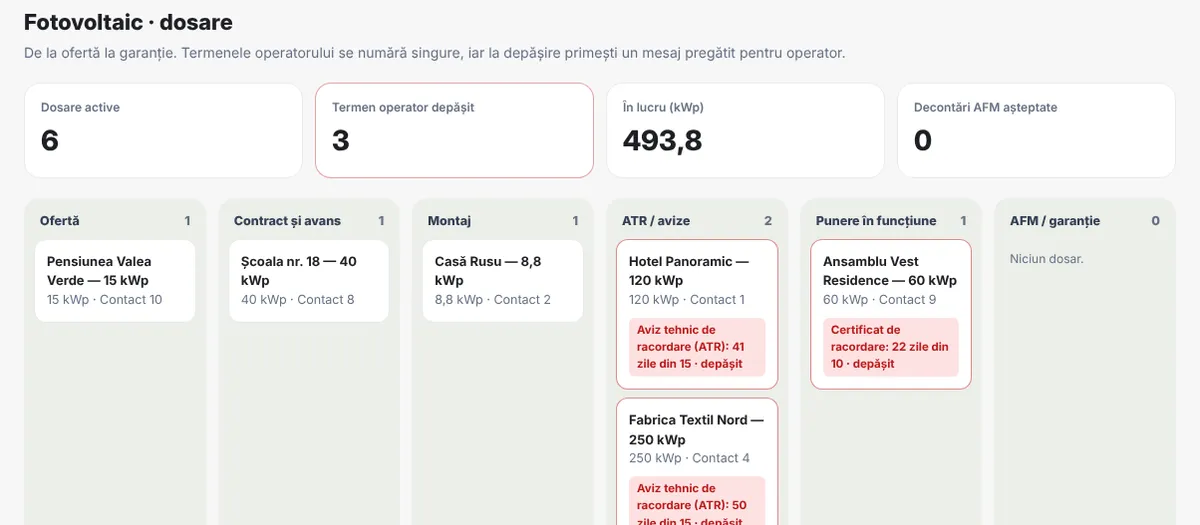 Fotovoltaic · dosare
De la ofertă la garanție. Termenele operatorului se numără singure, iar la depășire primești un mesaj pregătit pentru operator.
Dosare active
6
Termen operator depășit
3
În lucru (kWp)
493,8
Decontări AFM așteptate
0
Ofertă 1
Pensiunea Valea
Verde — 15 kWp
15 kWp · Contact 10
Contract și avans 1
Școala nr. 18 — 40
kWp
40 kWp · Contact 8
Montaj 1
Casă Rusu — 8,8
kWp
8,8 kWp · Contact 2
ATR / avize 2
Hotel Panoramic —
120 kWp
120 kWp · Contact 1
Aviz tehnic de
racordare (ATR): 41
zile din 15 · depășit
Fabrica Textil Nord —
250 kWp
250 kWp · Contact 4
Aviz tehnic de
racordare (ATR): 50
zile din 15 · depășit
Punere în funcțiune 1
Ansamblu Vest
Residence — 60 kWp
60 kWp · Contact 9
Certificat de
racordare: 22 zile din
10 · depășit
AFM / garanție 0
Niciun dosar.